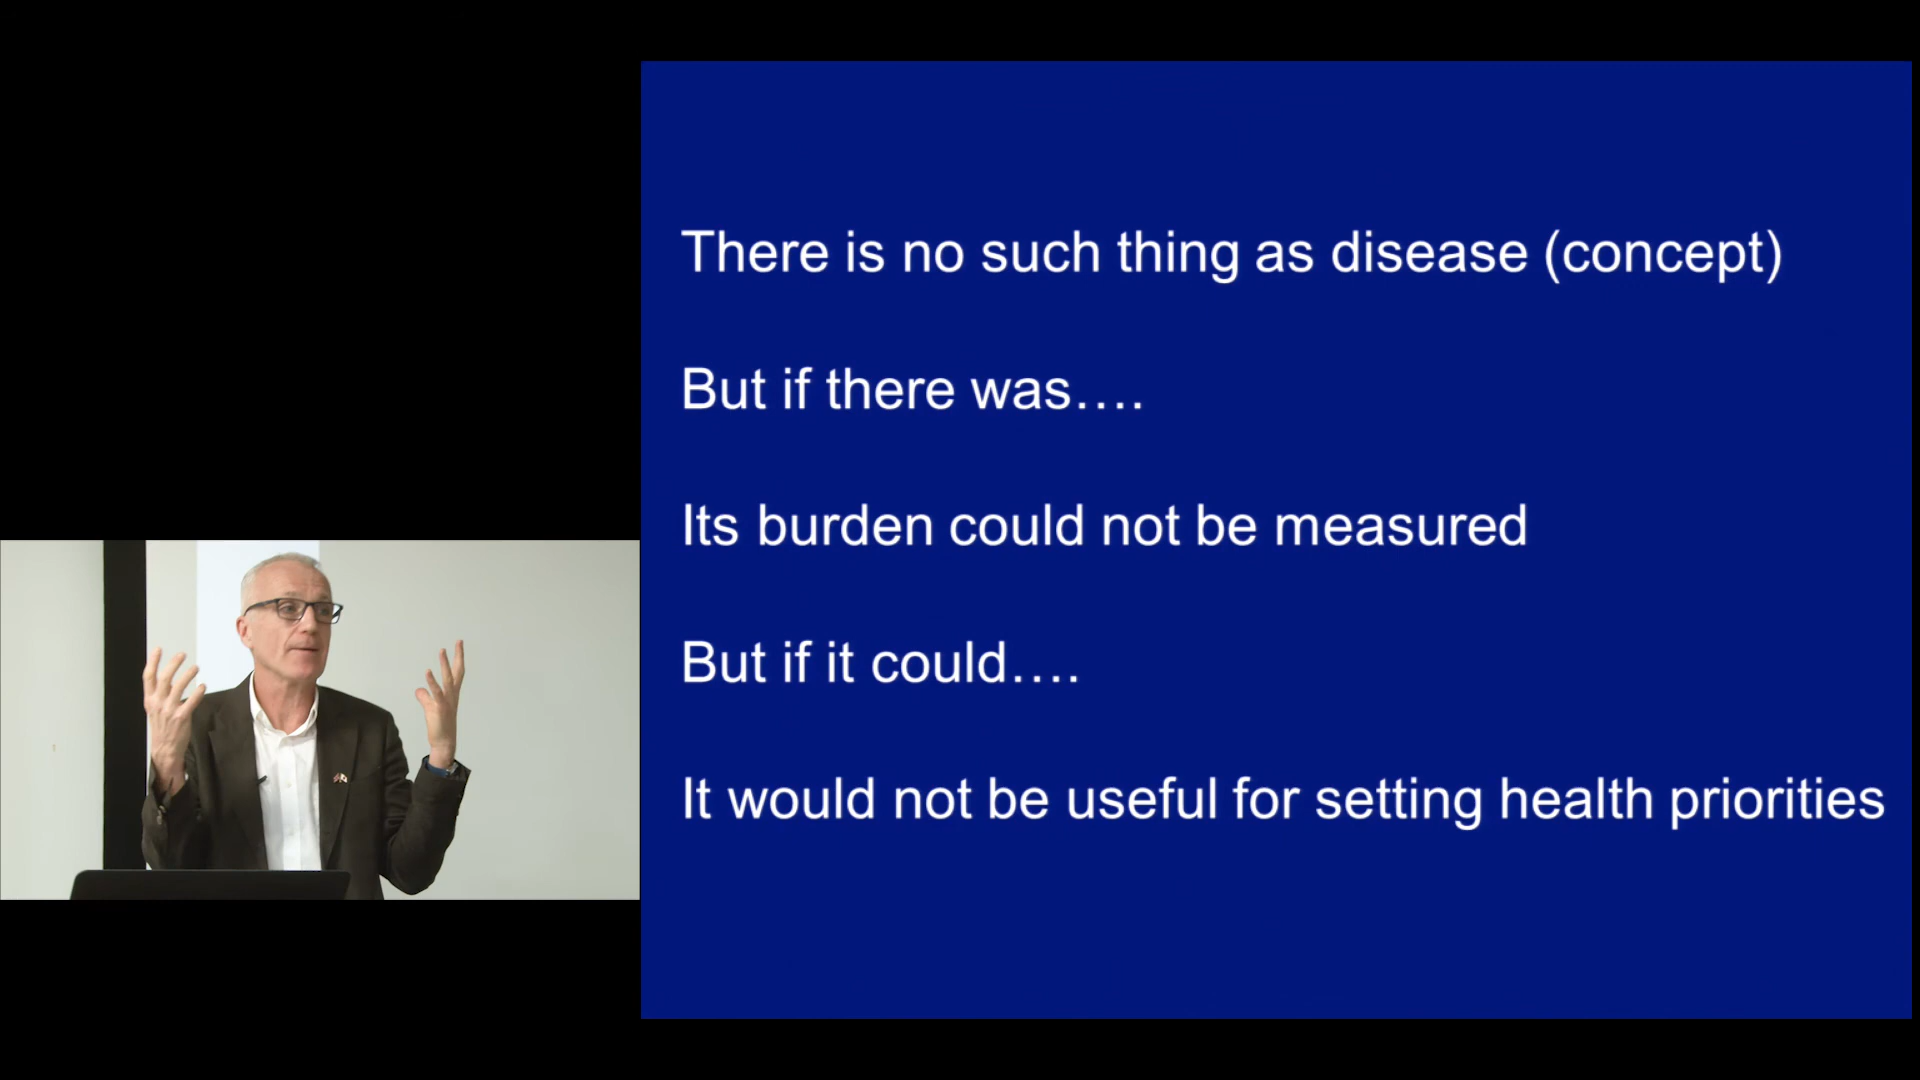 There is no such thing as disease (concept)
But if there was....
Its burden could not be measured
But if it could....
It would not be useful for setting health priorities